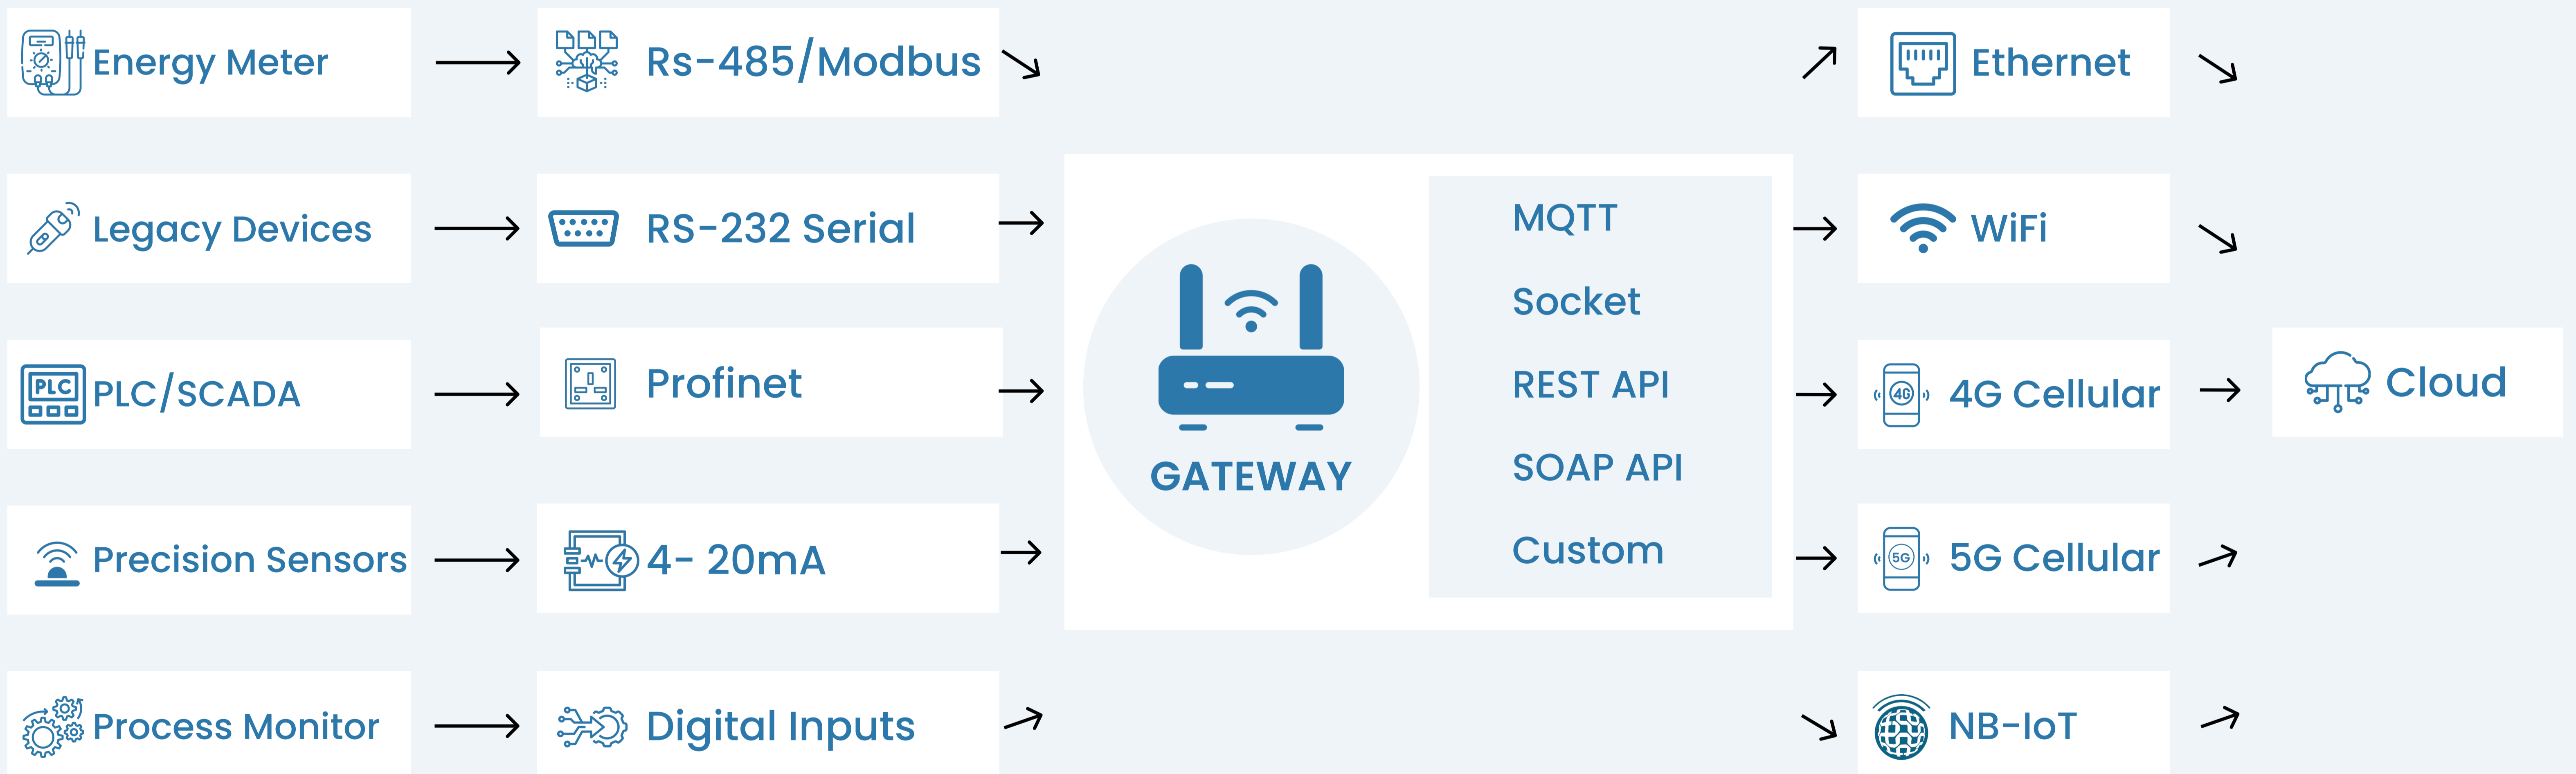 Energy Meter
Rs-485/Modbus
Ethernet
Legacy Devices
RS-232 Serial
WiFi
PLC
PLC/SCADA
Profinet
4G
4G Cellular
Precision Sensors
4- 20mA
5G
5G Cellular
Process Monitor
Digital Inputs
NB-IoT
GATEWAY
MQTT
Socket
REST API
SOAP API
Custom
Cloud